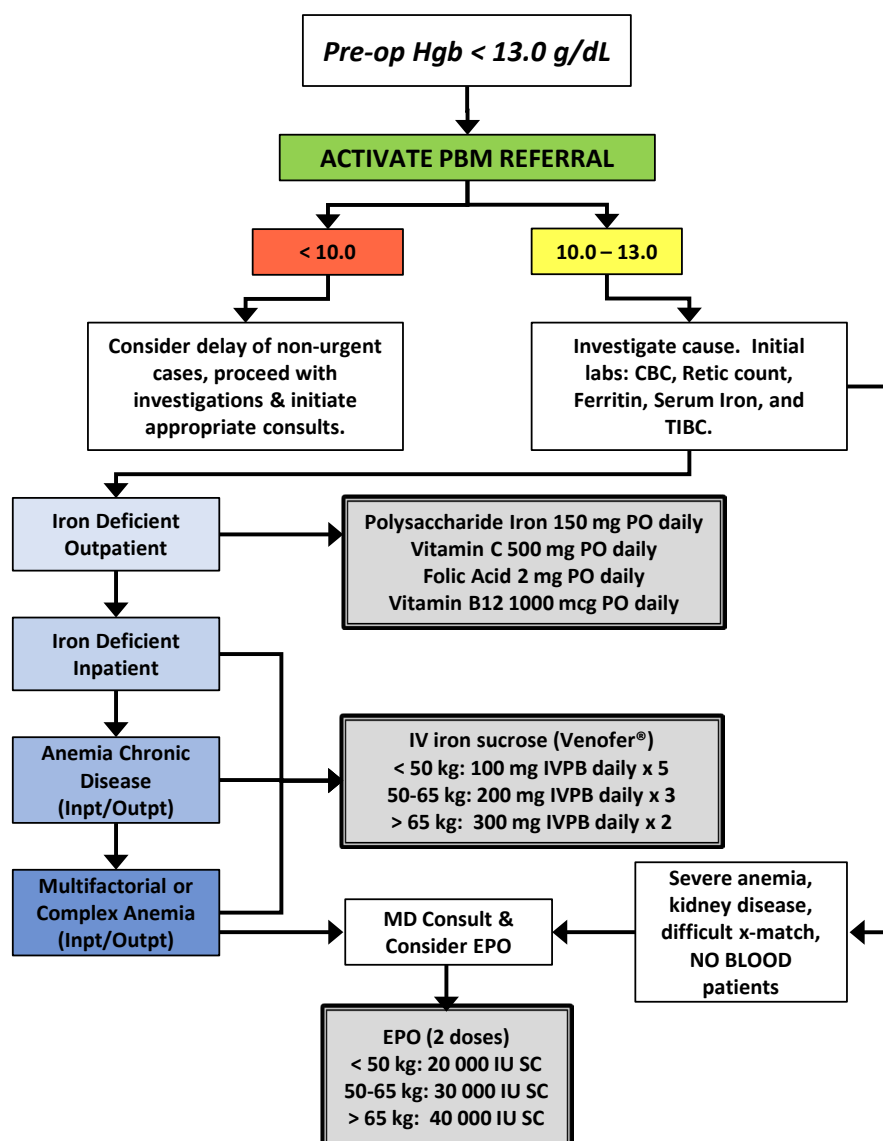 Pre-op Hgb < 13.0 g/dL
ACTIVATE PBM REFERRAL
< 10.0
10.0 – 13.0
Consider delay of non-urgent
cases, proceed with
investigations & initiate
appropriate consults.
Investigate cause.  Initial
labs: CBC, Retic count,
Ferritin, Serum Iron, and
TIBC.
Iron Deficient
Outpatient
Polysaccharide Iron 150 mg PO daily
Vitamin C 500 mg PO daily
Folic Acid 2 mg PO daily
Vitamin B12 1000 mcg PO daily
Iron Deficient
Inpatient
Anemia Chronic
Disease
(Inpt/Outpt)
IV iron sucrose (Venofer®)
< 50 kg: 100 mg IVPB daily x 5
50-65 kg: 200 mg IVPB daily x 3
> 65 kg:  300 mg IVPB daily x 2
Multifactorial or
Complex Anemia
(Inpt/Outpt)
MD Consult &
Consider EPO
Severe anemia,
kidney disease,
difficult x-match,
NO BLOOD
patients
EPO (2 doses)
< 50 kg: 20 000 IU SC
50-65 kg: 30 000 IU SC
> 65 kg:  40 000 IU SC